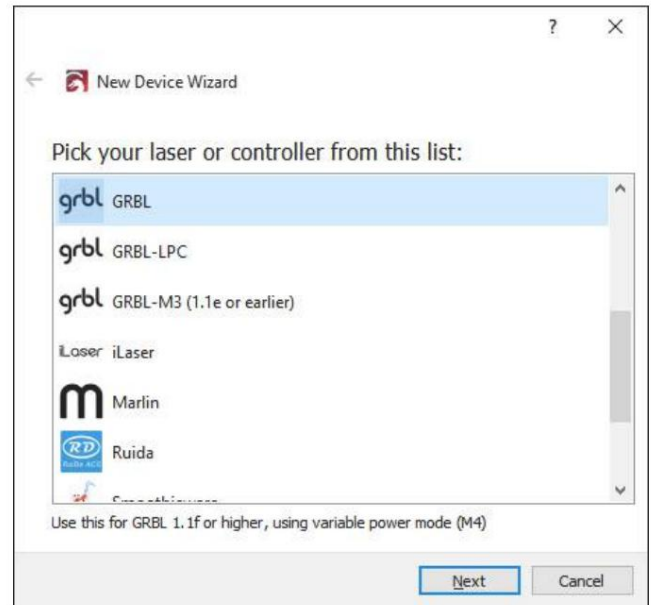 ?
New Device Wizard
Pick your laser or controller from this list:
grbl GRBL
grbl GRBL-LPC
grbl GRBL-M3 (1.1e or earlier)
iLaser iLaser
m Marlin
RD Ruida
Use this for GRBL 1.1f or higher, using variable power mode (M4)
Next Cancel